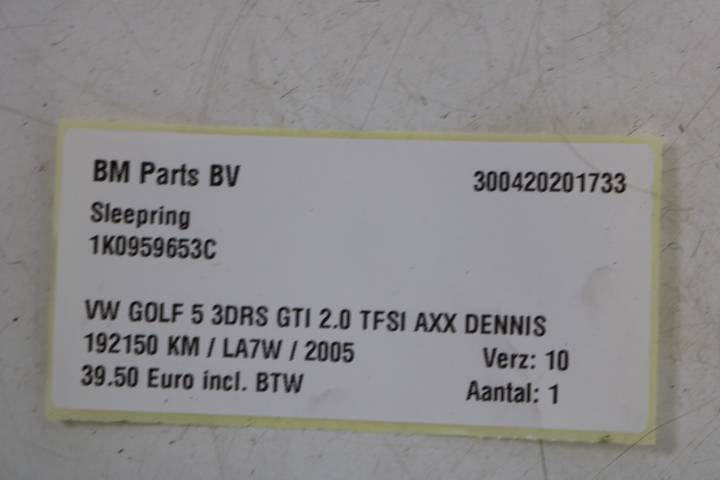 BM Parts BV 300420201733
Sleepring
1K0959653C
VW GOLF 5 3DRS GTI 2.0 TFSI AXX DENNIS
192150 KM / LA7W / 2005 Verz: 10
39.50 Euro incl. BTW Aantal: 1